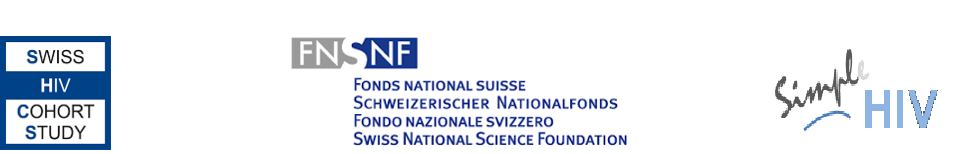 SWISS
HIV
COHORT
STUDY
FNSNF
FONDS NATIONAL SUISSE
SCHWEIZERISCHER NATIONALFONDS
FONDO NAZIONALE SVIZZERO
SWISS NATIONAL SCIENCE FOUNDATION
Simple
HIV